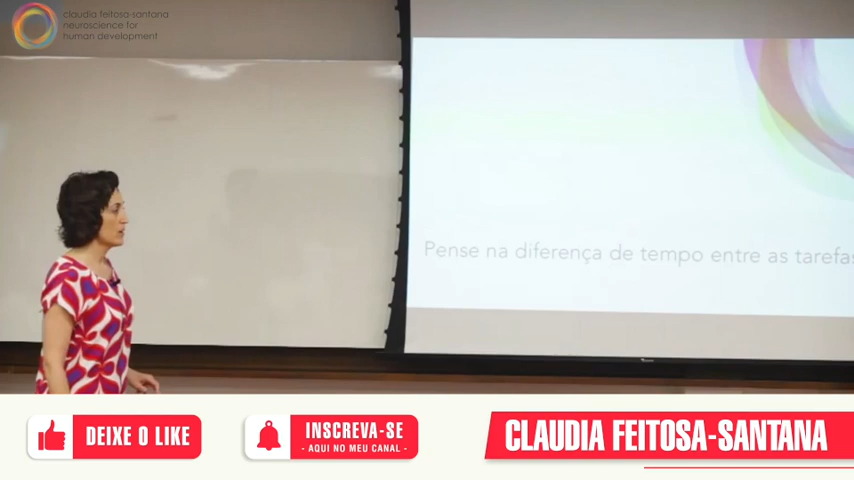 claudia feitosa-santana
neuroscience for
human development
Pense na diferença de tempo entre as tarefas
DEIXE O LIKE
INSCREVA-SE
- AQUI NO MEU CANAL -
CLAUDIA FEITOSA-SANTANA